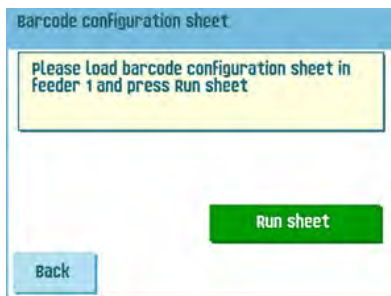 Barcode configuration sheet
Please load barcode configuration sheet in
feeder 1 and press Run sheet
Run sheet
Back